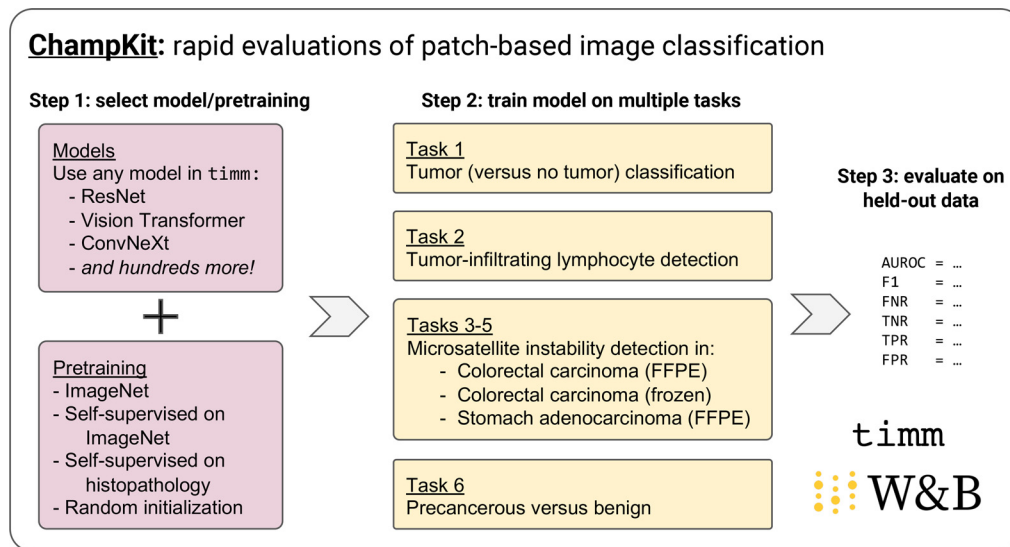 ChampKit: rapid evaluations of patch-based image classification
Step 1: select model/pretraining
Models
Use any model in timm:
- ResNet
- Vision Transformer
- ConvNeXt
- and hundreds more!
+
Pretraining
- ImageNet
- Self-supervised on
ImageNet
- Self-supervised on
histopathology
- Random initialization
Step 2: train model on multiple tasks
Task 1
Tumor (versus no tumor) classification
Task 2
Tumor-infiltrating lymphocyte detection
Tasks 3-5
Microsatellite instability detection in:
- Colorectal carcinoma (FFPE)
- Colorectal carcinoma (frozen)
- Stomach adenocarcinoma (FFPE)
Task 6
Precancerous versus benign
Step 3: evaluate on
held-out data
AUROC = …
F1 = …
FNR = …
TNR = …
TPR = …
FPR = …
timm
W&B